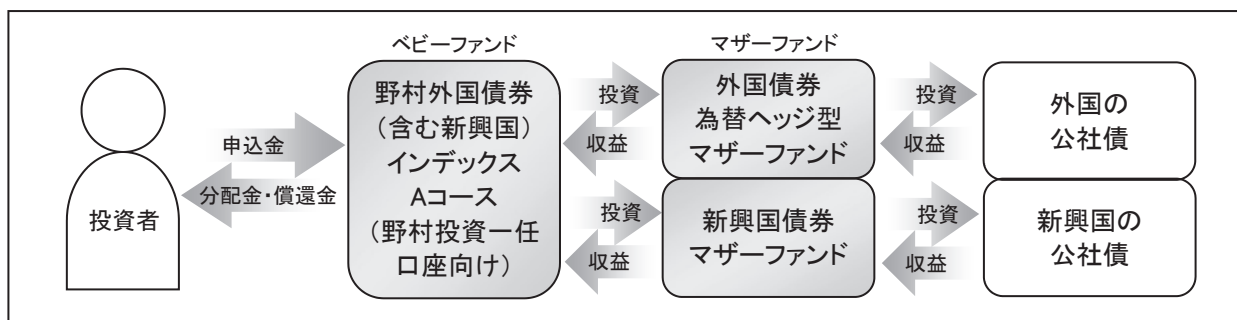 ベビーファンド
マザーファンド
投資者
申込金
分配金・償還金
野村外国債券
(含む新興国)
インデックス
Aコース
(野村投資一任
口座向け)
投資
収益
外国債券
為替ヘッジ型
マザーファンド
投資
収益
外国の
公社債
投資
収益
新興国債券
マザーファンド
投資
収益
新興国の
公社債